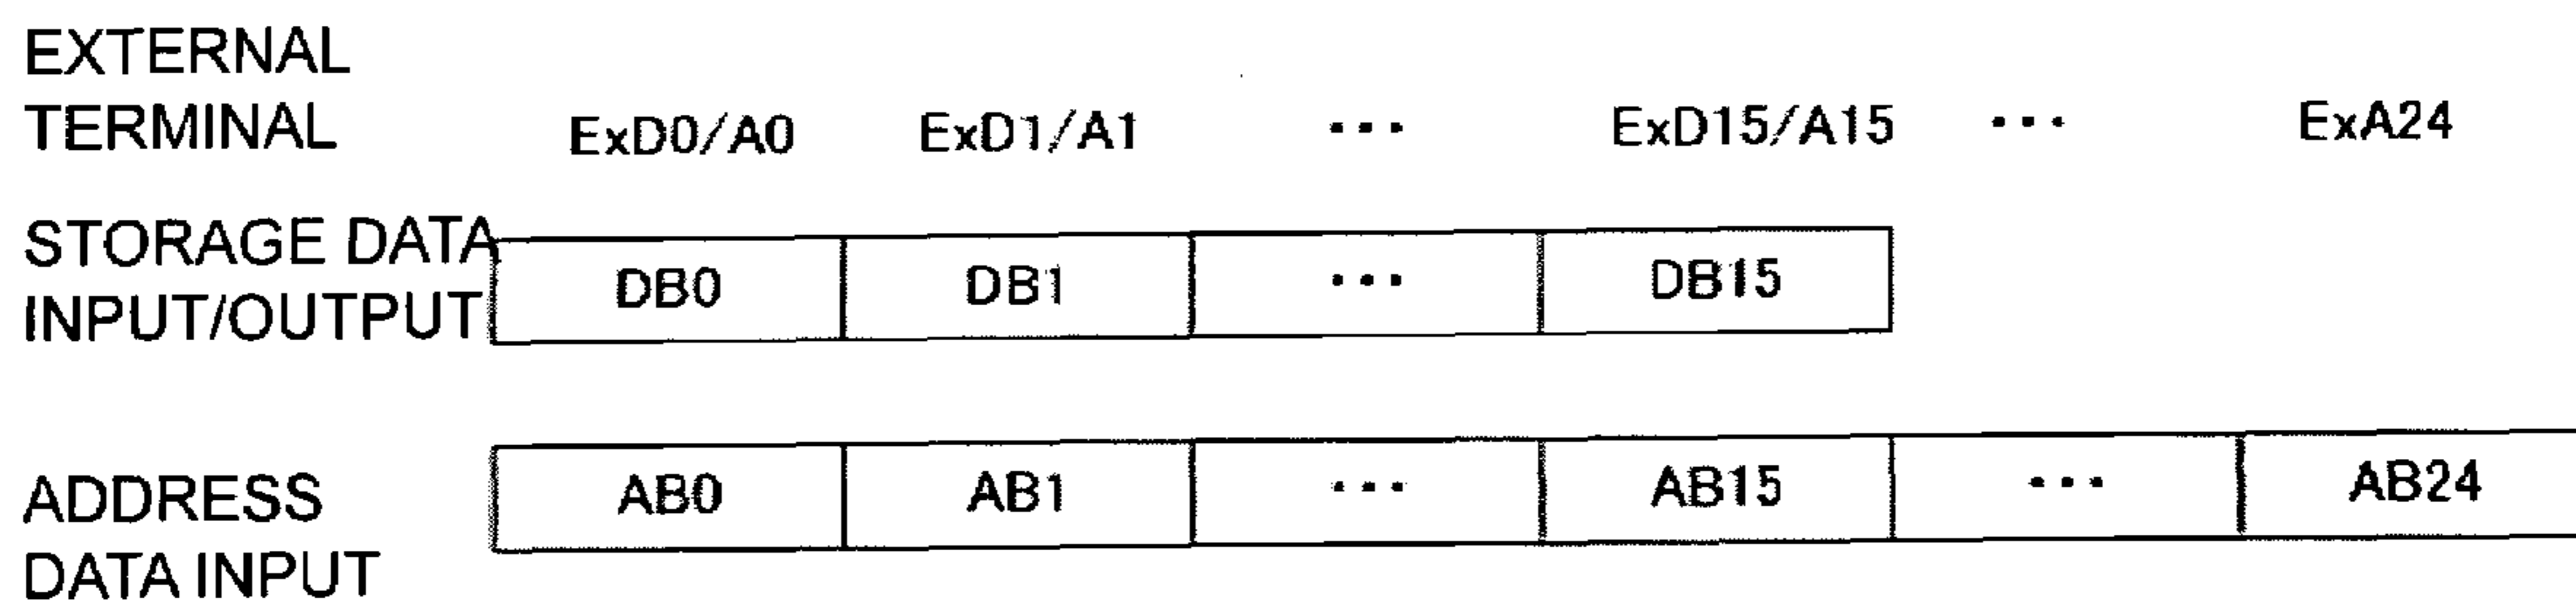 EXTERNAL
TERMINAL
ExD0/A0 ExD1/A1 ... ExD15/A15 ... ExA24
STORAGE DATA
INPUT/OUTPUT
DB0 DB1 ... DB15
ADDRESS
DATA INPUT
AB0 AB1 ... AB15 ... AB24